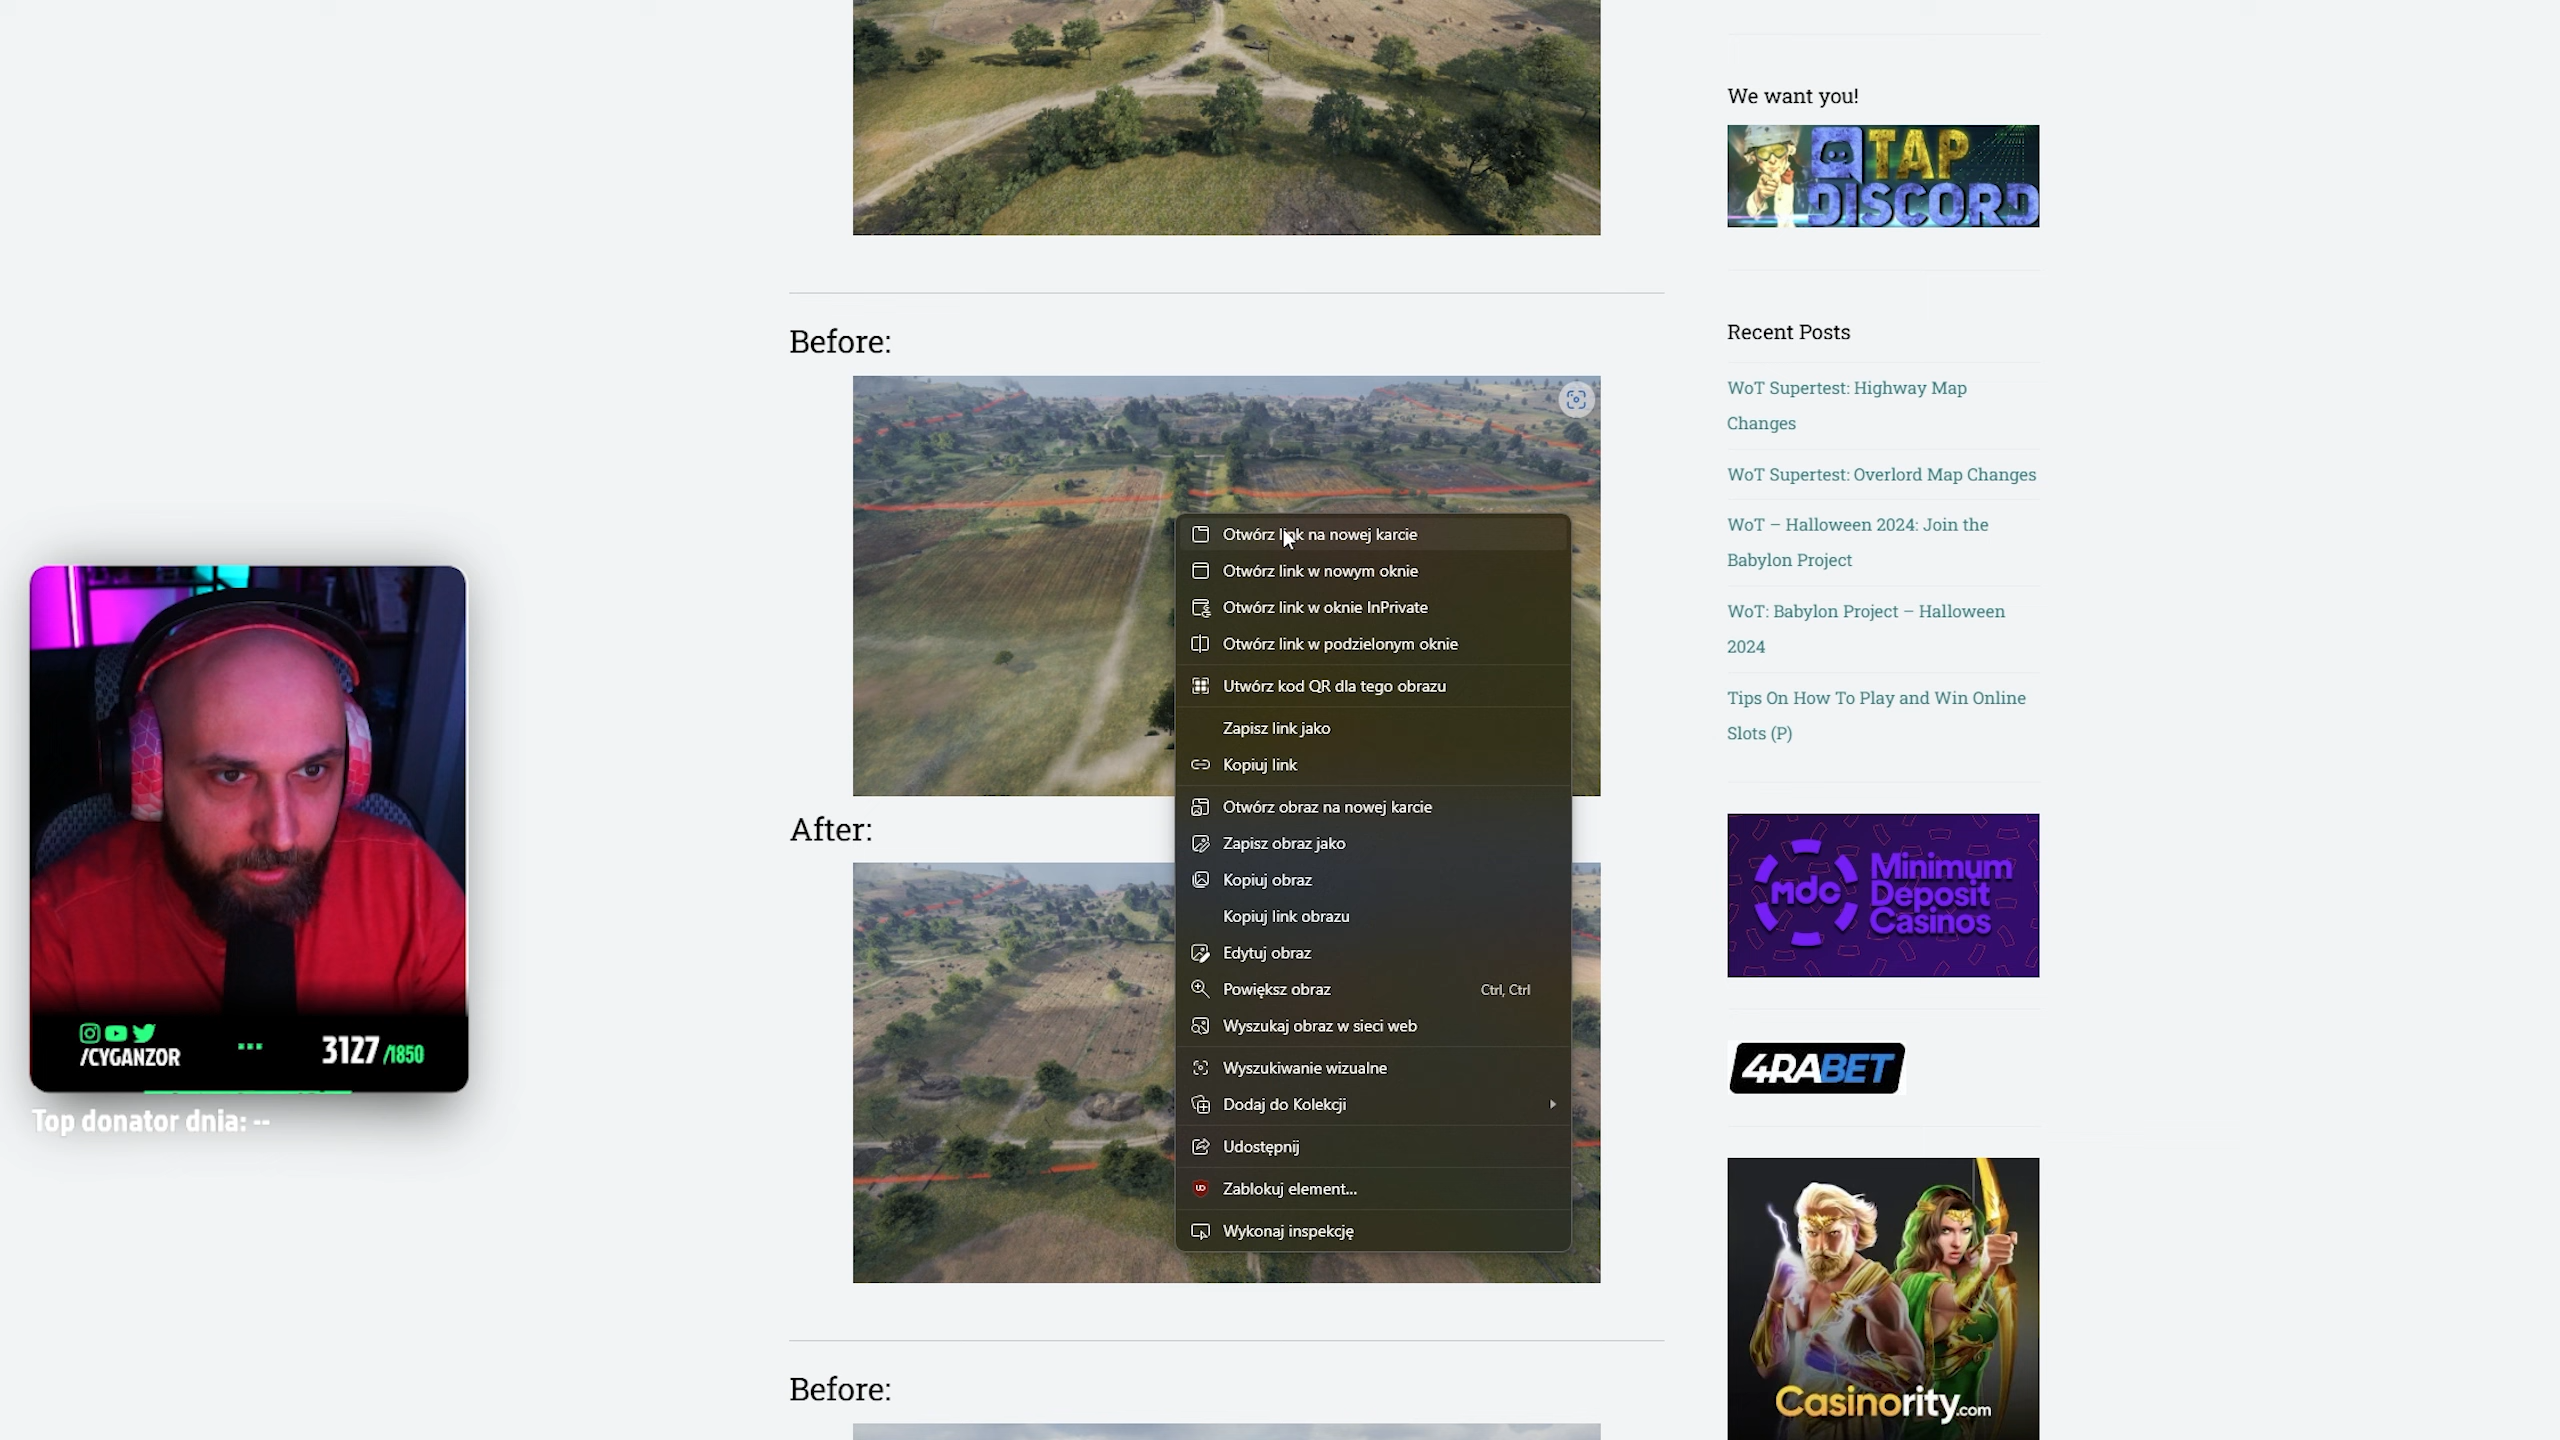 We want you!
TAP
DISCORD
Before:
Recent Posts
WoT Supertest: Highway Map
Changes
WoT Supertest: Overlord Map Changes
WoT – Halloween 2024: Join the
Babylon Project
WoT: Babylon Project – Halloween
2024
Tips On How To Play and Win Online
Slots (P)
Otwórz link na nowej karcie
Otwórz link w nowym oknie
Otwórz link w oknie InPrivate
Otwórz link w podzielonym oknie
Utwórz kod QR dla tego obrazu
Zapisz link jako
Kopiuj link
Otwórz obraz na nowej karcie
Zapisz obraz jako
Kopiuj obraz
Kopiuj link obrazu
Edytuj obraz
Powiększ obraz Ctrl, Ctrl
Wyszukaj obraz w sieci web
Wyszukiwanie wizualne
Dodaj do Kolekcji
Udostępnij
Zablokuj element...
Wykonaj inspekcję
After:
mdc
Minimum
Deposit
Casinos
4RABET
Casinority.com
/CYGANZOR
... 3127 /1850
Top donator dnia: --
Before: